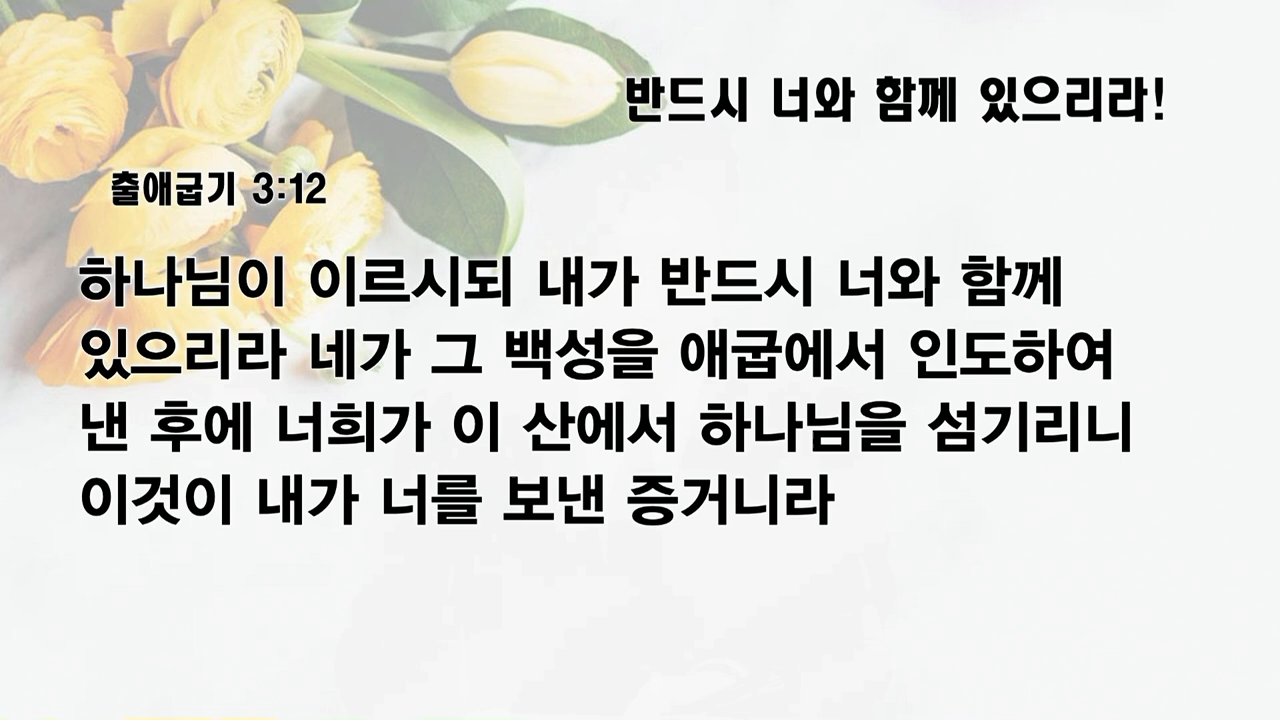 반드시 너와 함께 있으리라!
출애굽기 3:12
하나님이 이르시되 내가 반드시 너와 함께
있으리라 네가 그 백성을 애굽에서 인도하여
낸 후에 너희가 이 산에서 하나님을 섬기리니
이것이 내가 너를 보낸 증거니라